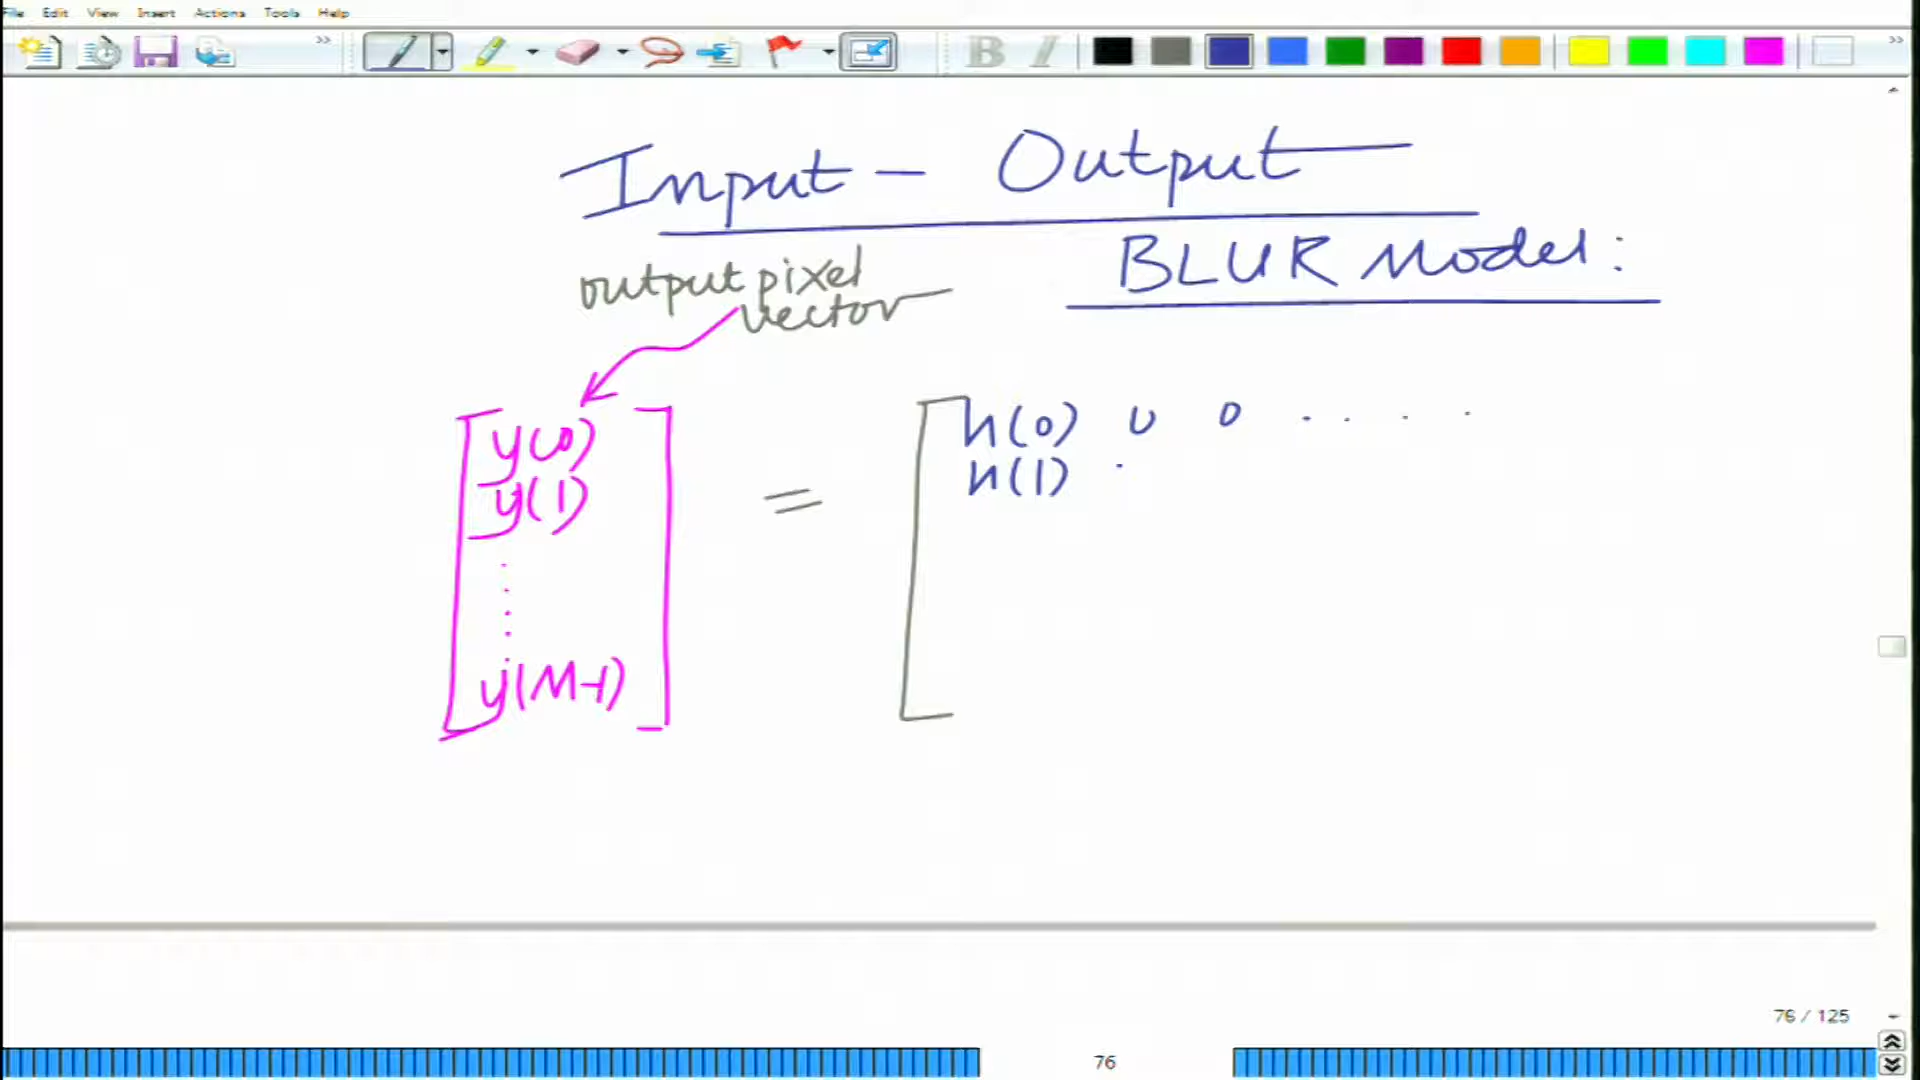 File Edit View Insert Actions Tools Help
B I
Input - Output
BLUR Model:
output pixel
vector
y(0)
y(1)
y(M-1)
=
h(0) 0 0 . . . .
h(1) .
76 / 125
76